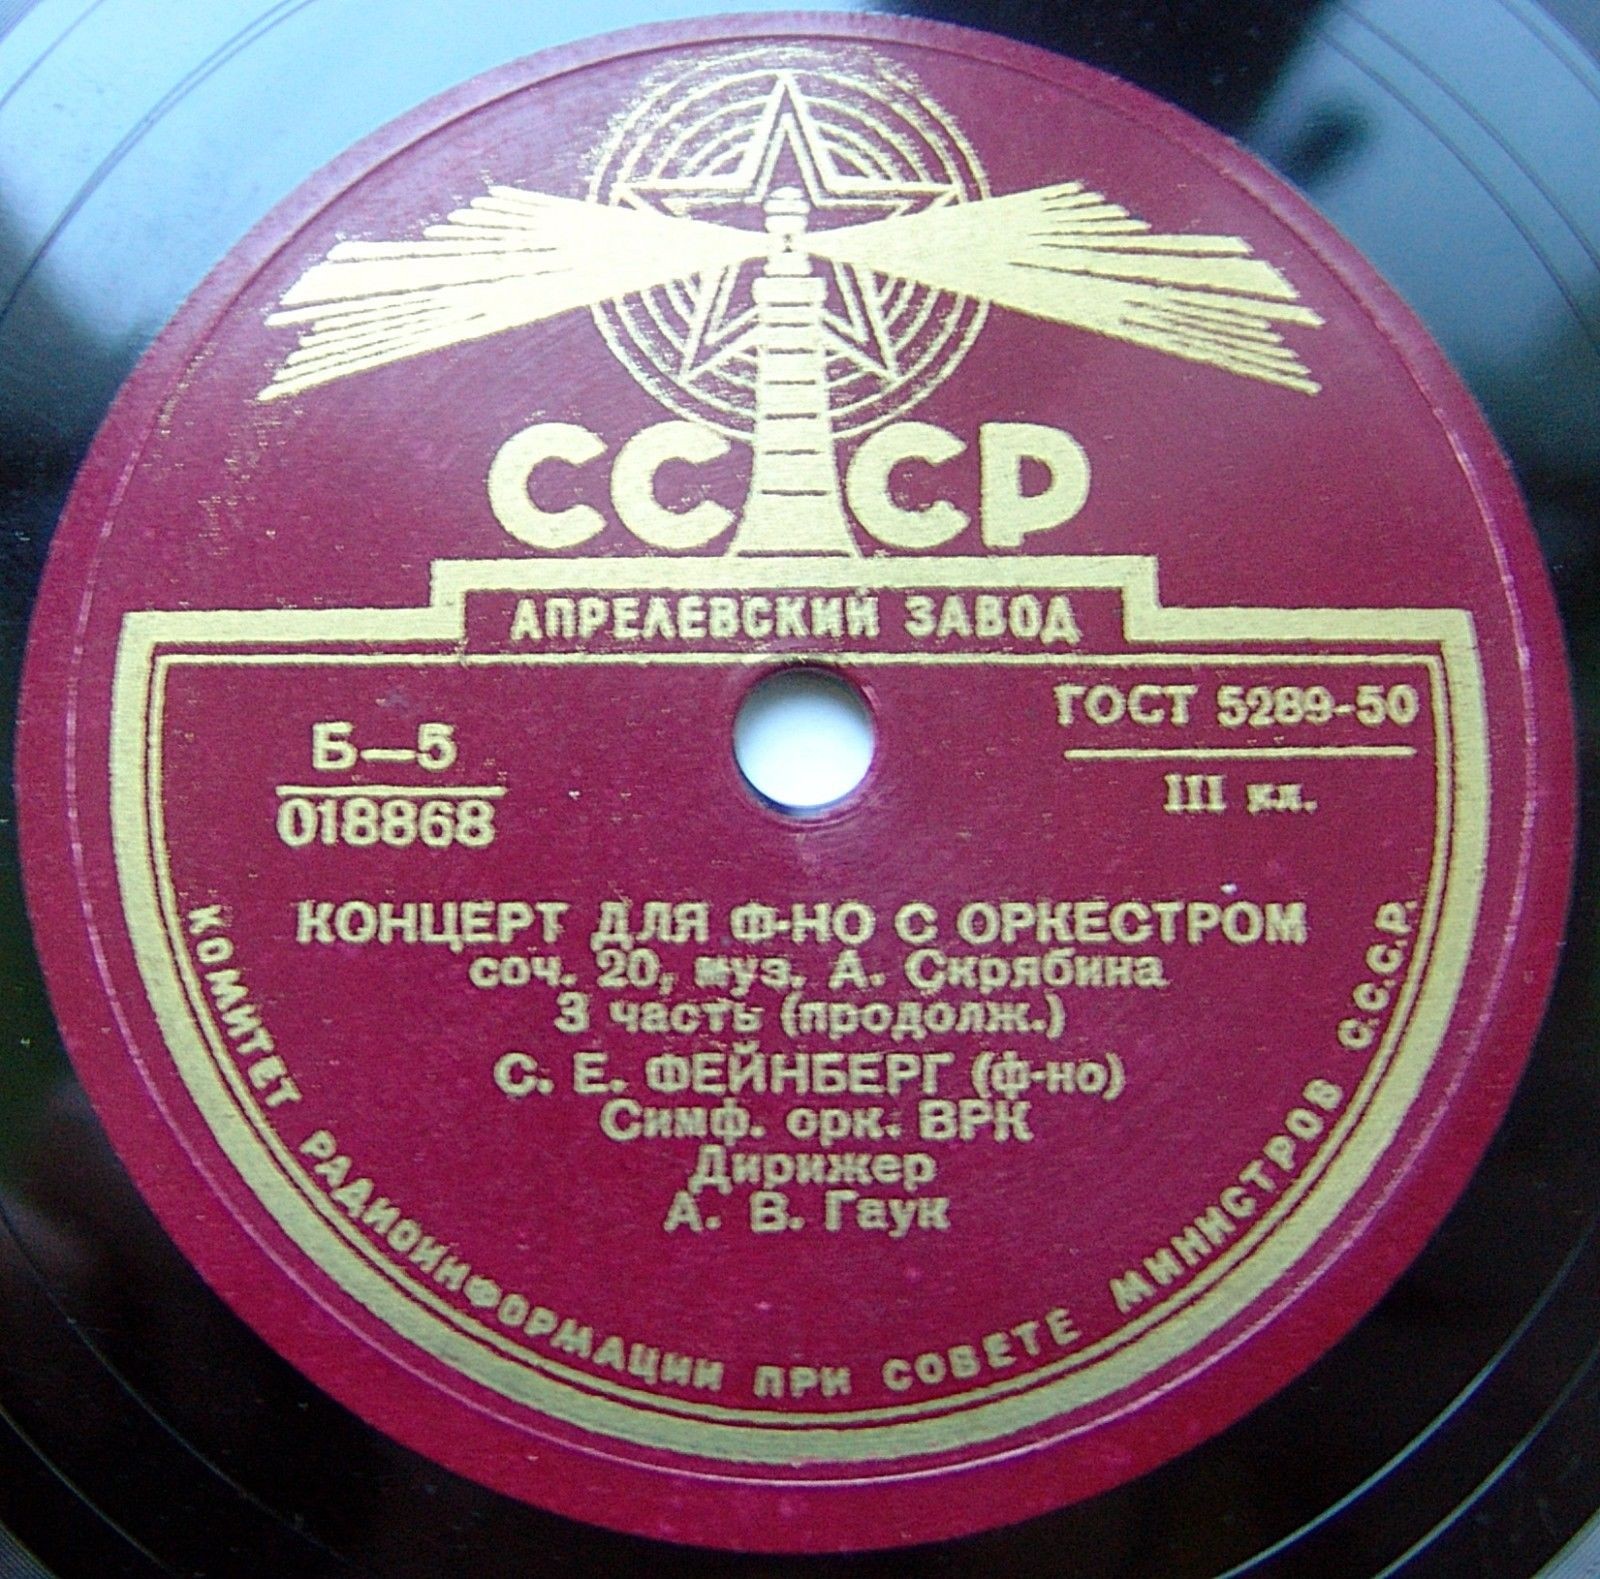 СССР
АПРЕЛЕВСКИЙ ЗАВОД
Б—5
018868
ГОСТ 5289-50
III кл.
КОНЦЕРТ ДЛЯ Ф-НО С ОРКЕСТРОМ
соч. 20, муз. А. Скрябина
3 часть (продолж.)
С. Е. ФЕЙНБЕРГ (ф-но)
Симф. орк. ВРК
Дирижер
А. В. Гаук
КОМИТЕТ РАДИОИНФОРМАЦИИ ПРИ СОВЕТЕ МИНИСТРОВ С.С.С.Р.